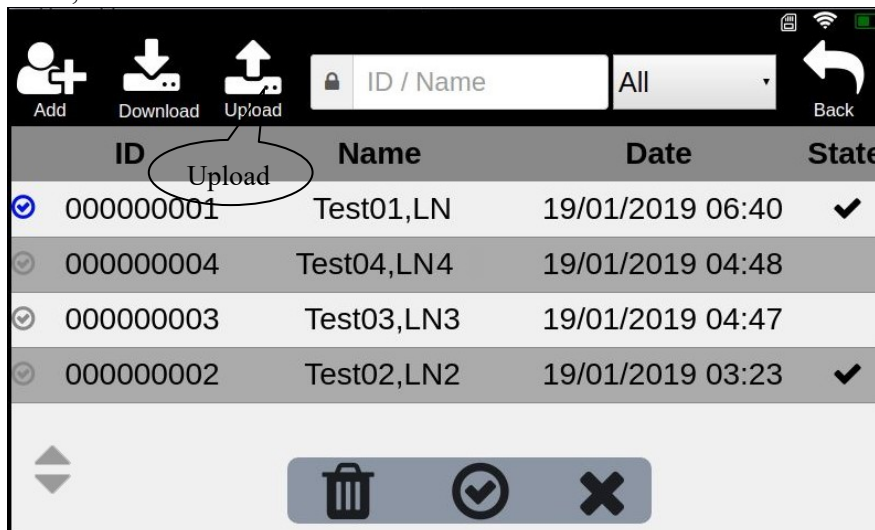 ID / Name
All
Add
Download
Upload
Back
ID
Name
Date
State
Upload
000000001 Test01,LN 19/01/2019 06:40
000000004 Test04,LN4 19/01/2019 04:48
000000003 Test03,LN3 19/01/2019 04:47
000000002 Test02,LN2 19/01/2019 03:23